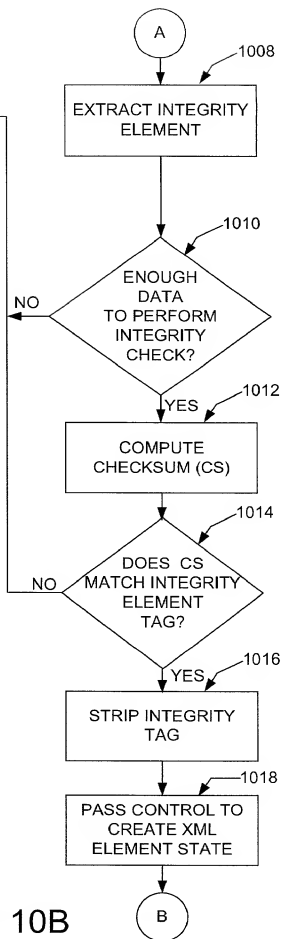 A
1008
EXTRACT INTEGRITY
ELEMENT
1010
ENOUGH
DATA
TO PERFORM
INTEGRITY
CHECK?
NO
YES
1012
COMPUTE
CHECKSUM (CS)
1014
DOES CS
MATCH INTEGRITY
ELEMENT
TAG?
NO
YES
1016
STRIP INTEGRITY
TAG
1018
PASS CONTROL TO
CREATE XML
ELEMENT STATE
B
10B